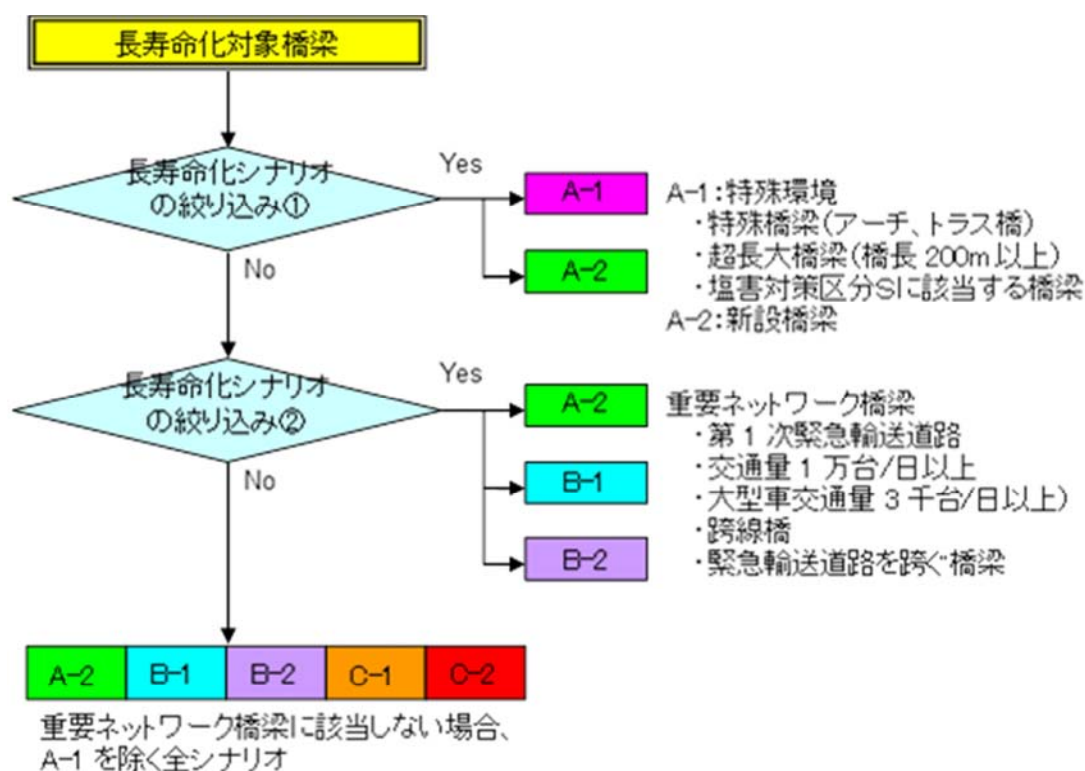 長寿命化対象橋梁
長寿命化シナリオ
の絞り込み①
Yes
No
A-1
A-2
A-1:特殊環境
・特殊橋梁(アーチ、トラス橋)
・超長大橋梁(橋長 200m 以上)
・塩害対策区分Sに該当する橋梁
A-2:新設橋梁
長寿命化シナリオ
の絞り込み②
Yes
No
A-2
B-1
B-2
重要ネットワーク橋梁
・第 1 次緊急輸送道路
・交通量 1 万台/日以上
・大型車交通量 3 千台/日以上)
・跨線橋
・緊急輸送道路を跨ぐ橋梁
A-2 B-1 B-2 C-1 C-2
重要ネットワーク橋梁に該当しない場合、
A-1 を除く全シナリオ